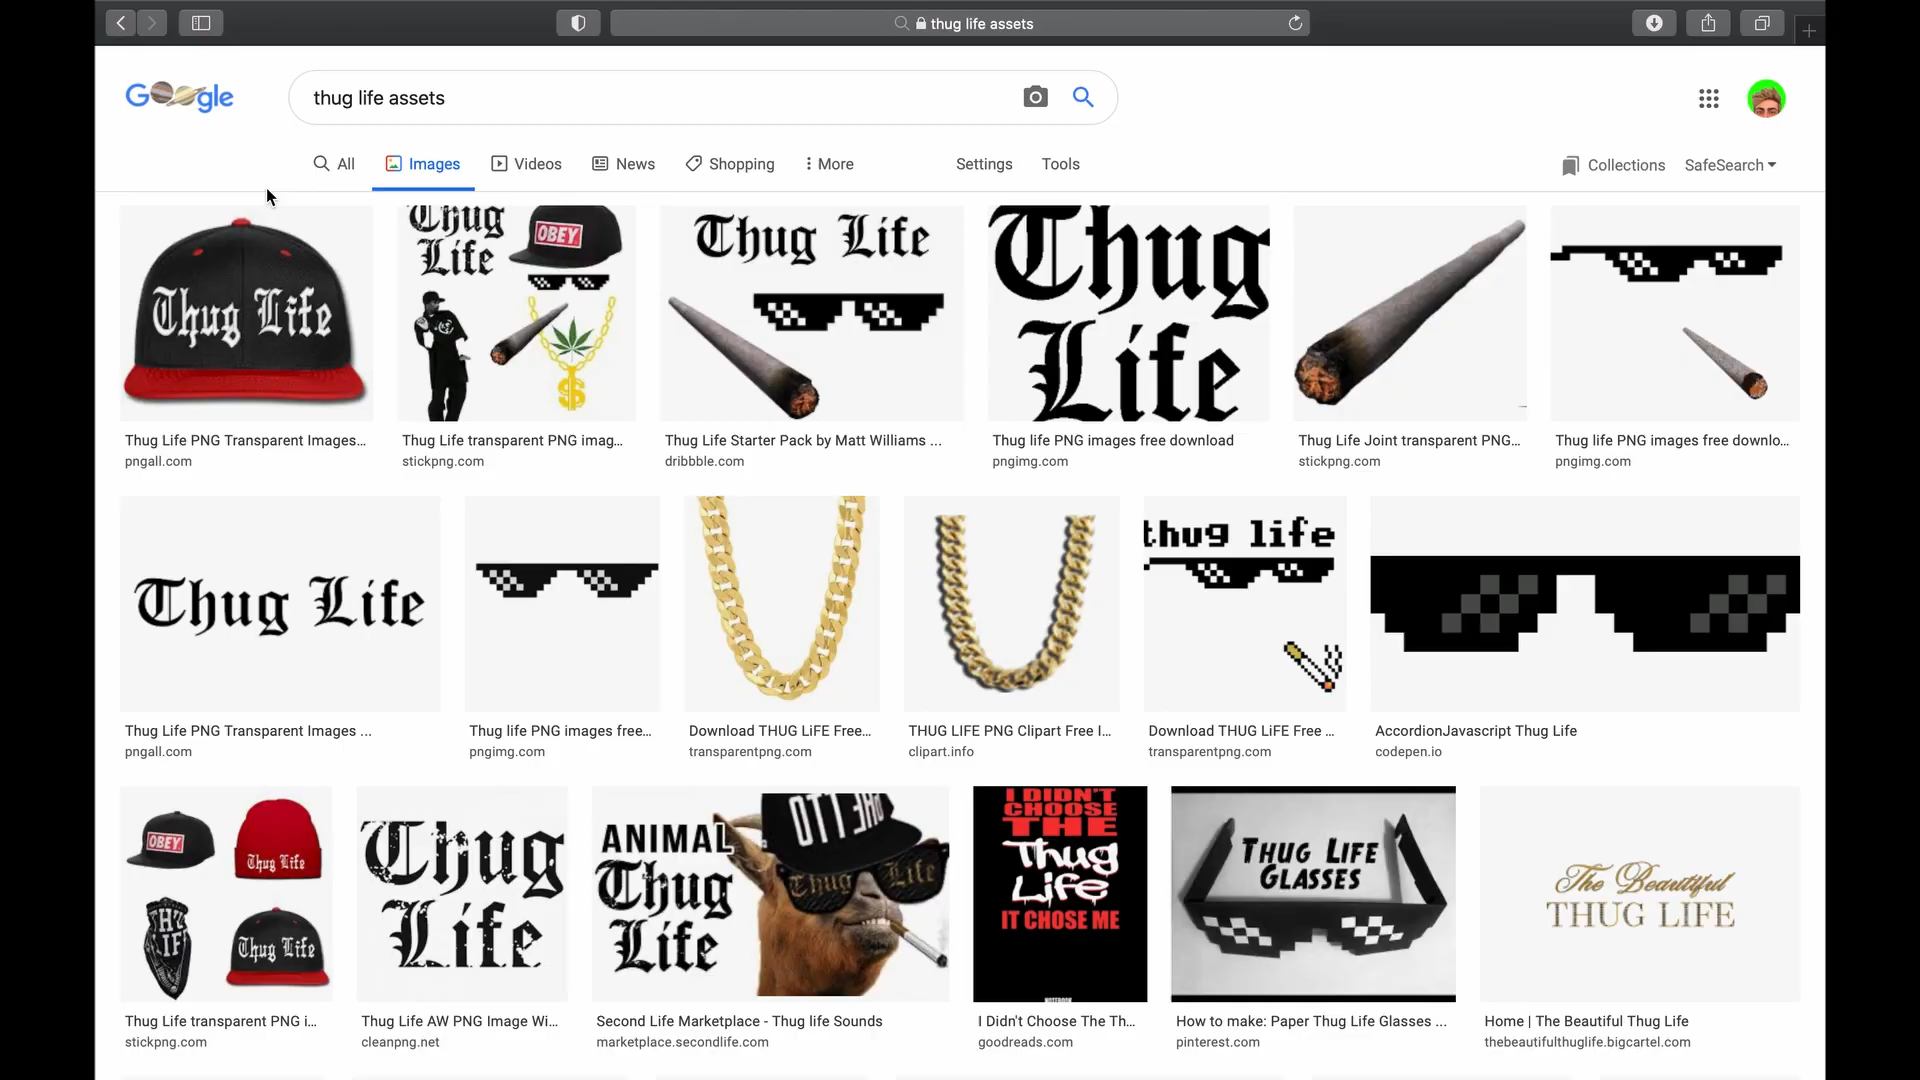 thug life assets
Google
thug life assets
All
Images
Videos
News
Shopping
More
Settings
Tools
Collections
SafeSearch
Thug Life
Thug PNG Transparent Images...
pngall.com
Thug
Life
OBEY
Thug Life transparent PNG imag...
stickpng.com
Thug Life
Thug Life Starter Pack by Matt Williams ...
dribbble.com
Thug
Life
Thug life PNG images free download
pngimg.com
Thug Life Joint transparent PNG...
stickpng.com
Thug life PNG images free downlo...
pngimg.com
Thug Life
Thug Life PNG Transparent Images ...
pngall.com
Thug life PNG images free...
pngimg.com
Download THUG LiFE Free...
transparentpng.com
THUG LIFE PNG Clipart Free I...
clipart.info
thug life
Download THUG LiFE Free ...
transparentpng.com
AccordionJavascript Thug Life
codepen.io
OBEY
Thug Life
Thug Life
Thug Life transparent PNG i...
stickpng.com
Thug
Life
Thug Life AW PNG Image Wi...
cleanpng.net
ANIMAL
Thug
Life
Thug Life
Second Life Marketplace - Thug life Sounds
marketplace.secondlife.com
I DIDN'T
CHOOSE
THE
Thug
Life
IT CHOSE ME
NOTEBOOK
I Didn't Choose The Th...
goodreads.com
THUG LIFE
GLASSES
How to make: Paper Thug Life Glasses ...
pinterest.com
The Beautiful
THUG LIFE
Home | The Beautiful Thug Life
thebeautifulthuglife.bigcartel.com